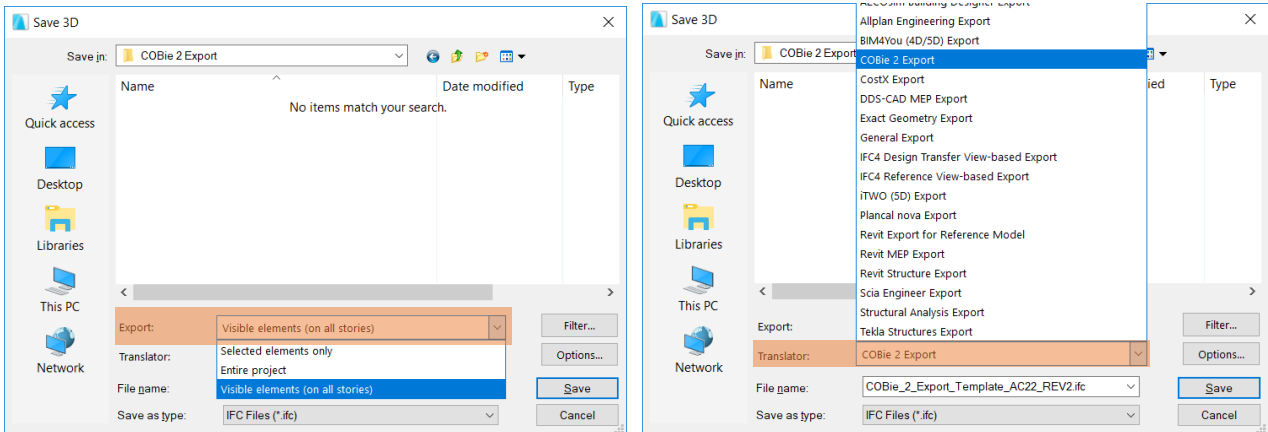 Save 3D
Save in:
COBie 2 Export
Name
Date modified
Type
No items match your search.
Quick access
Desktop
Libraries
This PC
Network
Export:
Visible elements (on all stories)
Filter...
Selected elements only
Translator:
Options...
Entire project
File name:
Visible elements (on all stories)
Save
Save as type:
IFC Files (*.ifc)
Cancel
Save 3D
AECOsim Building Designer Export
Allplan Engineering Export
BIM4You (4D/5D) Export
Save in:
COBie 2 Export
COBie 2 Export
CostX Export
Name
ied
Type
DDS-CAD MEP Export
Exact Geometry Export
General Export
IFC4 Design Transfer View-based Export
IFC4 Reference View-based Export
iTWO (5D) Export
Plancal nova Export
Revit Export for Reference Model
Revit MEP Export
Revit Structure Export
Scia Engineer Export
Structural Analysis Export
Tekla Structures Export
Quick access
Desktop
Libraries
This PC
Network
Export:
Filter...
Translator:
COBie 2 Export
Options...
File name:
COBie_2_Export_Template_AC22_REV2.ifc
Save
Save as type:
IFC Files (*.ifc)
Cancel